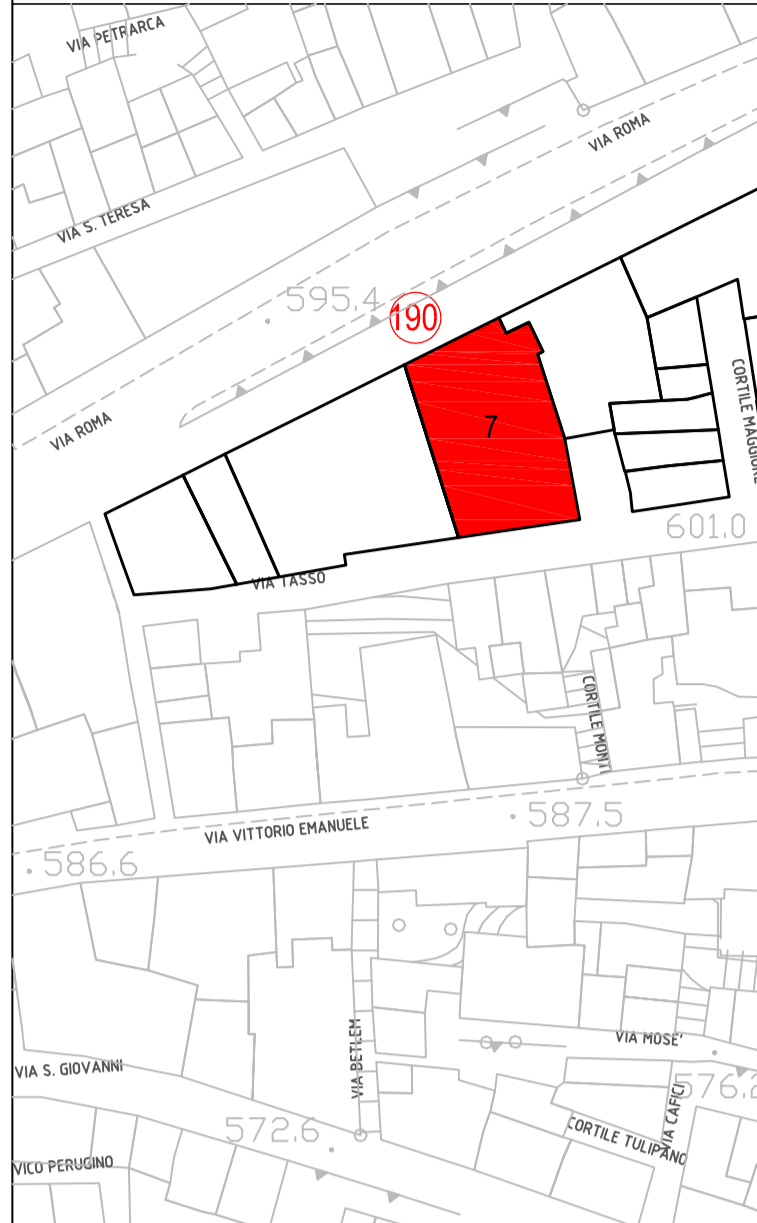 VIA PETRARCA
VIA ROMA
VIA S. TERESA
595.4
190
VIA ROMA
7
CORTILE MAGGIORE
601.0
VIA TASSO
CORTILE MONTI
587.5
VIA VITTORIO EMANUELE
586.6
VIA BETLEM
VIA MOSE'
VIA S. GIOVANNI
576.2
VIA CAFICI
572.6
CORTILE TULIPANO
VICO PERUGINO